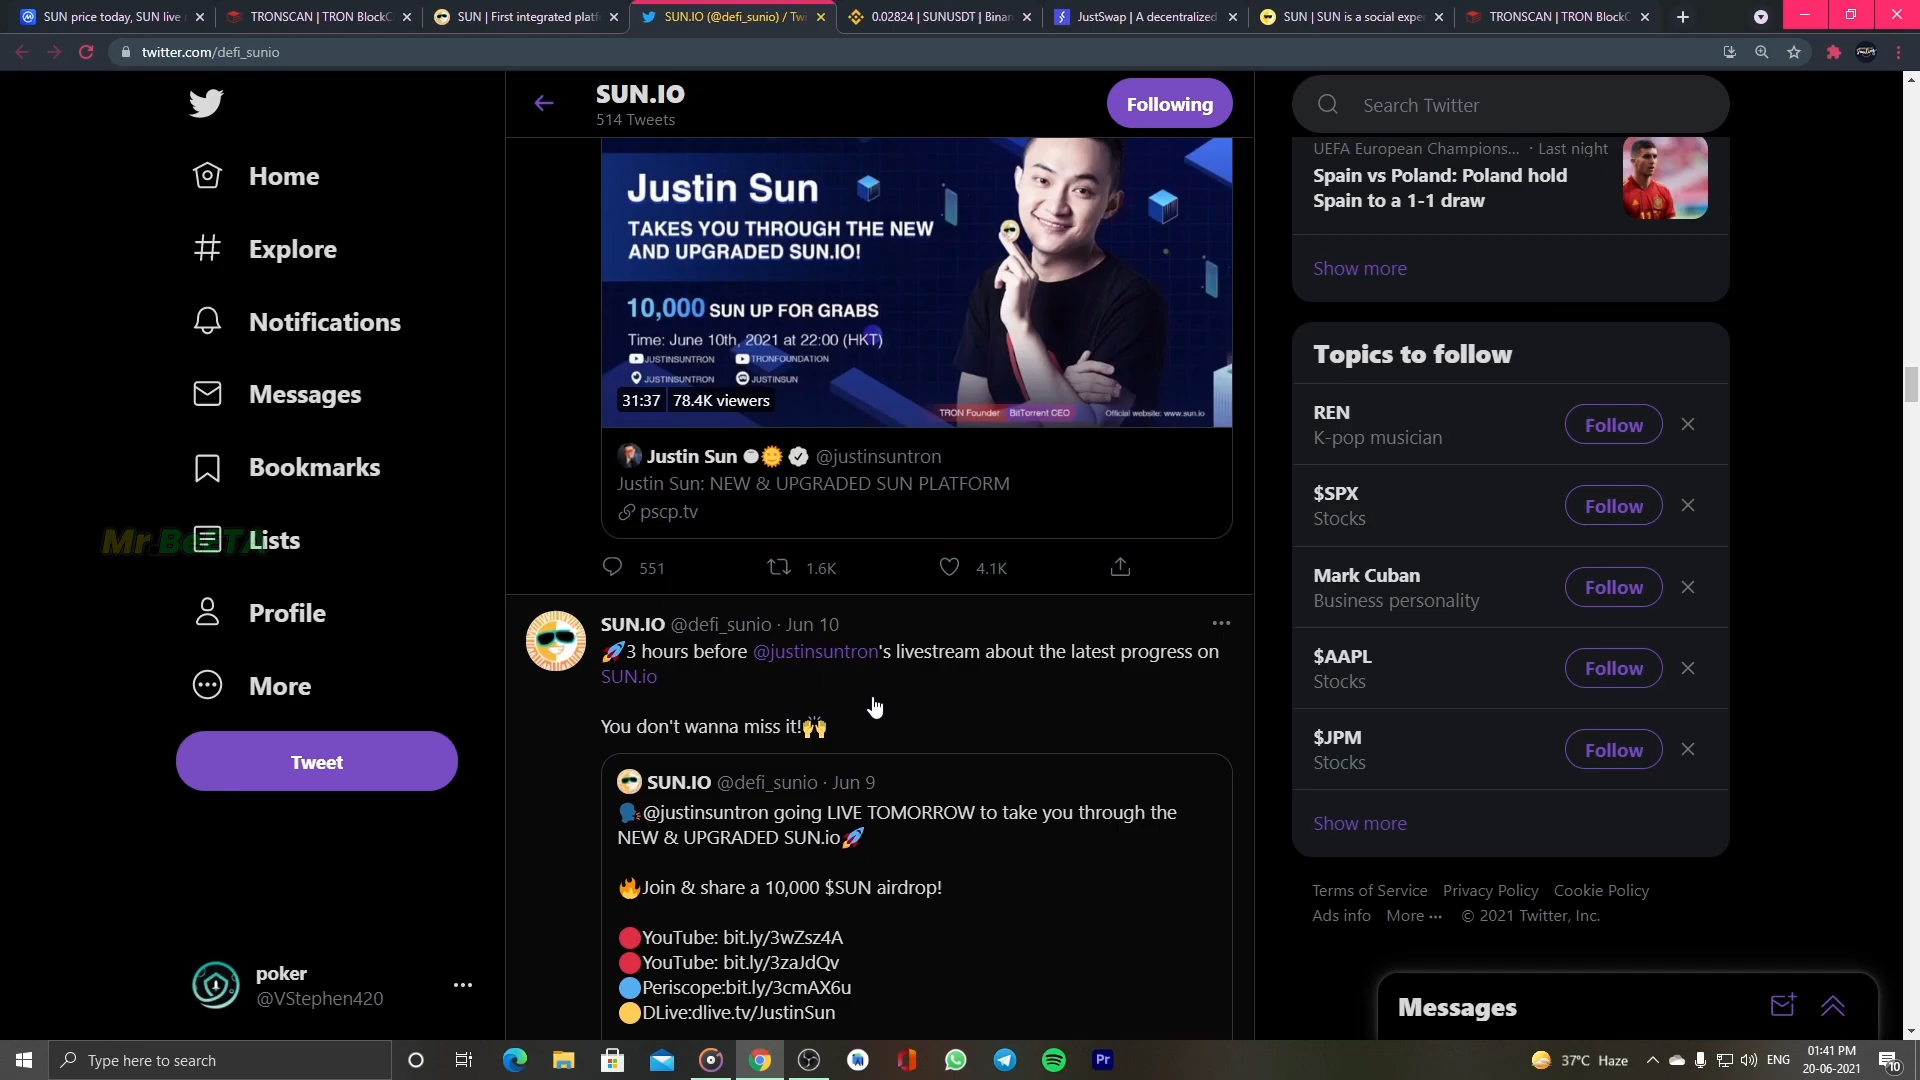 SUN price today, SUN live
TRONSCAN | TRON BlockC
SUN | First integrated platf
SUN.IO (@defi_sunio) / Tw
0.02824 | SUNUSDT | Binan
JustSwap | A decentralized
SUN | SUN is a social expe
TRONSCAN | TRON BlockC
twitter.com/defi_sunio
Home
Explore
Notifications
Messages
Bookmarks
Lists
Profile
More
Tweet
poker
@VStephen420
SUN.IO
514 Tweets
Following
Justin Sun
TAKES YOU THROUGH THE NEW
AND UPGRADED SUN.IO!
10,000 SUN UP FOR GRABS
Time: June 10th, 2021 at 22:00 (HKT)
JUSTINSUNTRON TRONFOUNDATION
JUSTINSUNTRON JUSTINSUN
31:37 78.4K viewers
TRON Founder BitTorrent CEO Official website: www.sun.io
Justin Sun @justinsuntron
Justin Sun: NEW & UPGRADED SUN PLATFORM
pscp.tv
551 1.6K 4.1K
SUN.IO @defi_sunio · Jun 10
🚀3 hours before @justinsuntron's livestream about the latest progress on
SUN.io
You don't wanna miss it!🙌
SUN.IO @defi_sunio · Jun 9
🗣️@justinsuntron going LIVE TOMORROW to take you through the
NEW & UPGRADED SUN.io🚀
🔥Join & share a 10,000 $SUN airdrop!
🔴YouTube: bit.ly/3wZsz4A
🔴YouTube: bit.ly/3zaJdQv
🔵Periscope:bit.ly/3cmAX6u
🟡DLive:dlive.tv/JustinSun
Search Twitter
UEFA European Champions... · Last night
Spain vs Poland: Poland hold
Spain to a 1-1 draw
Show more
Topics to follow
REN
K-pop musician
Follow
$SPX
Stocks
Follow
Mark Cuban
Business personality
Follow
$AAPL
Stocks
Follow
$JPM
Stocks
Follow
Show more
Terms of Service Privacy Policy Cookie Policy
Ads info More ··· © 2021 Twitter, Inc.
Messages
Type here to search
37°C Haze
ENG
01:41 PM
20-06-2021
10